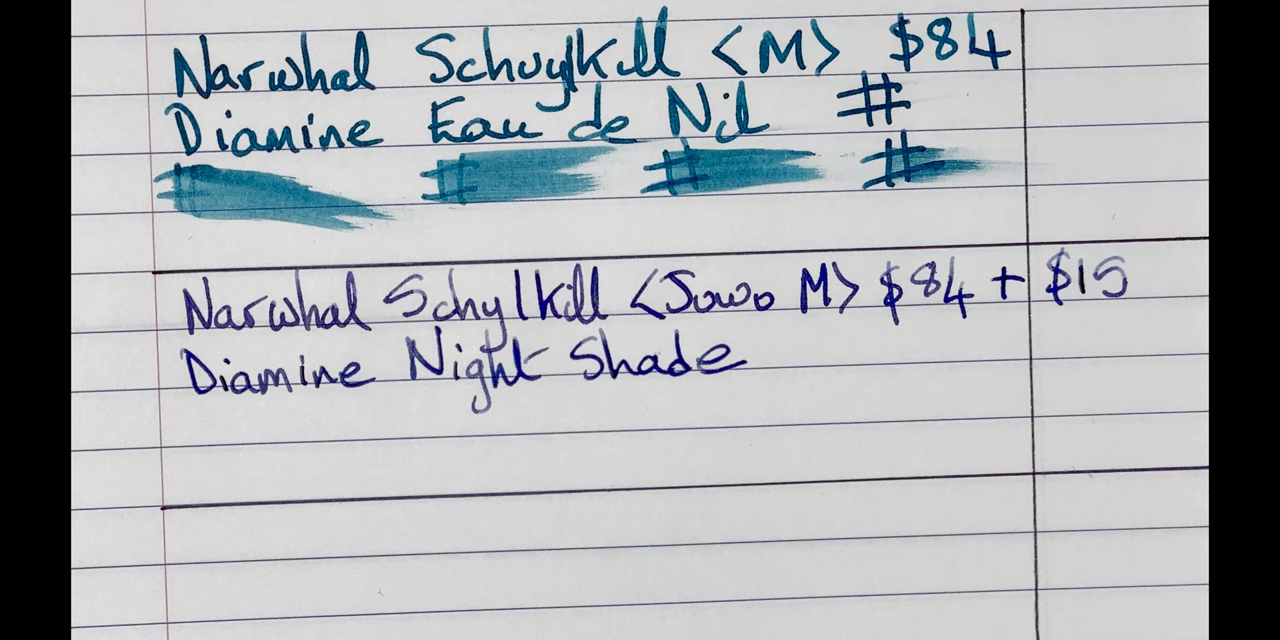 Narwhal Schuylkill <M> $84
Diamine Eau de Nil #
# # # #
Narwhal Schylkill <Jowo M> $84 + $15
Diamine Night Shade